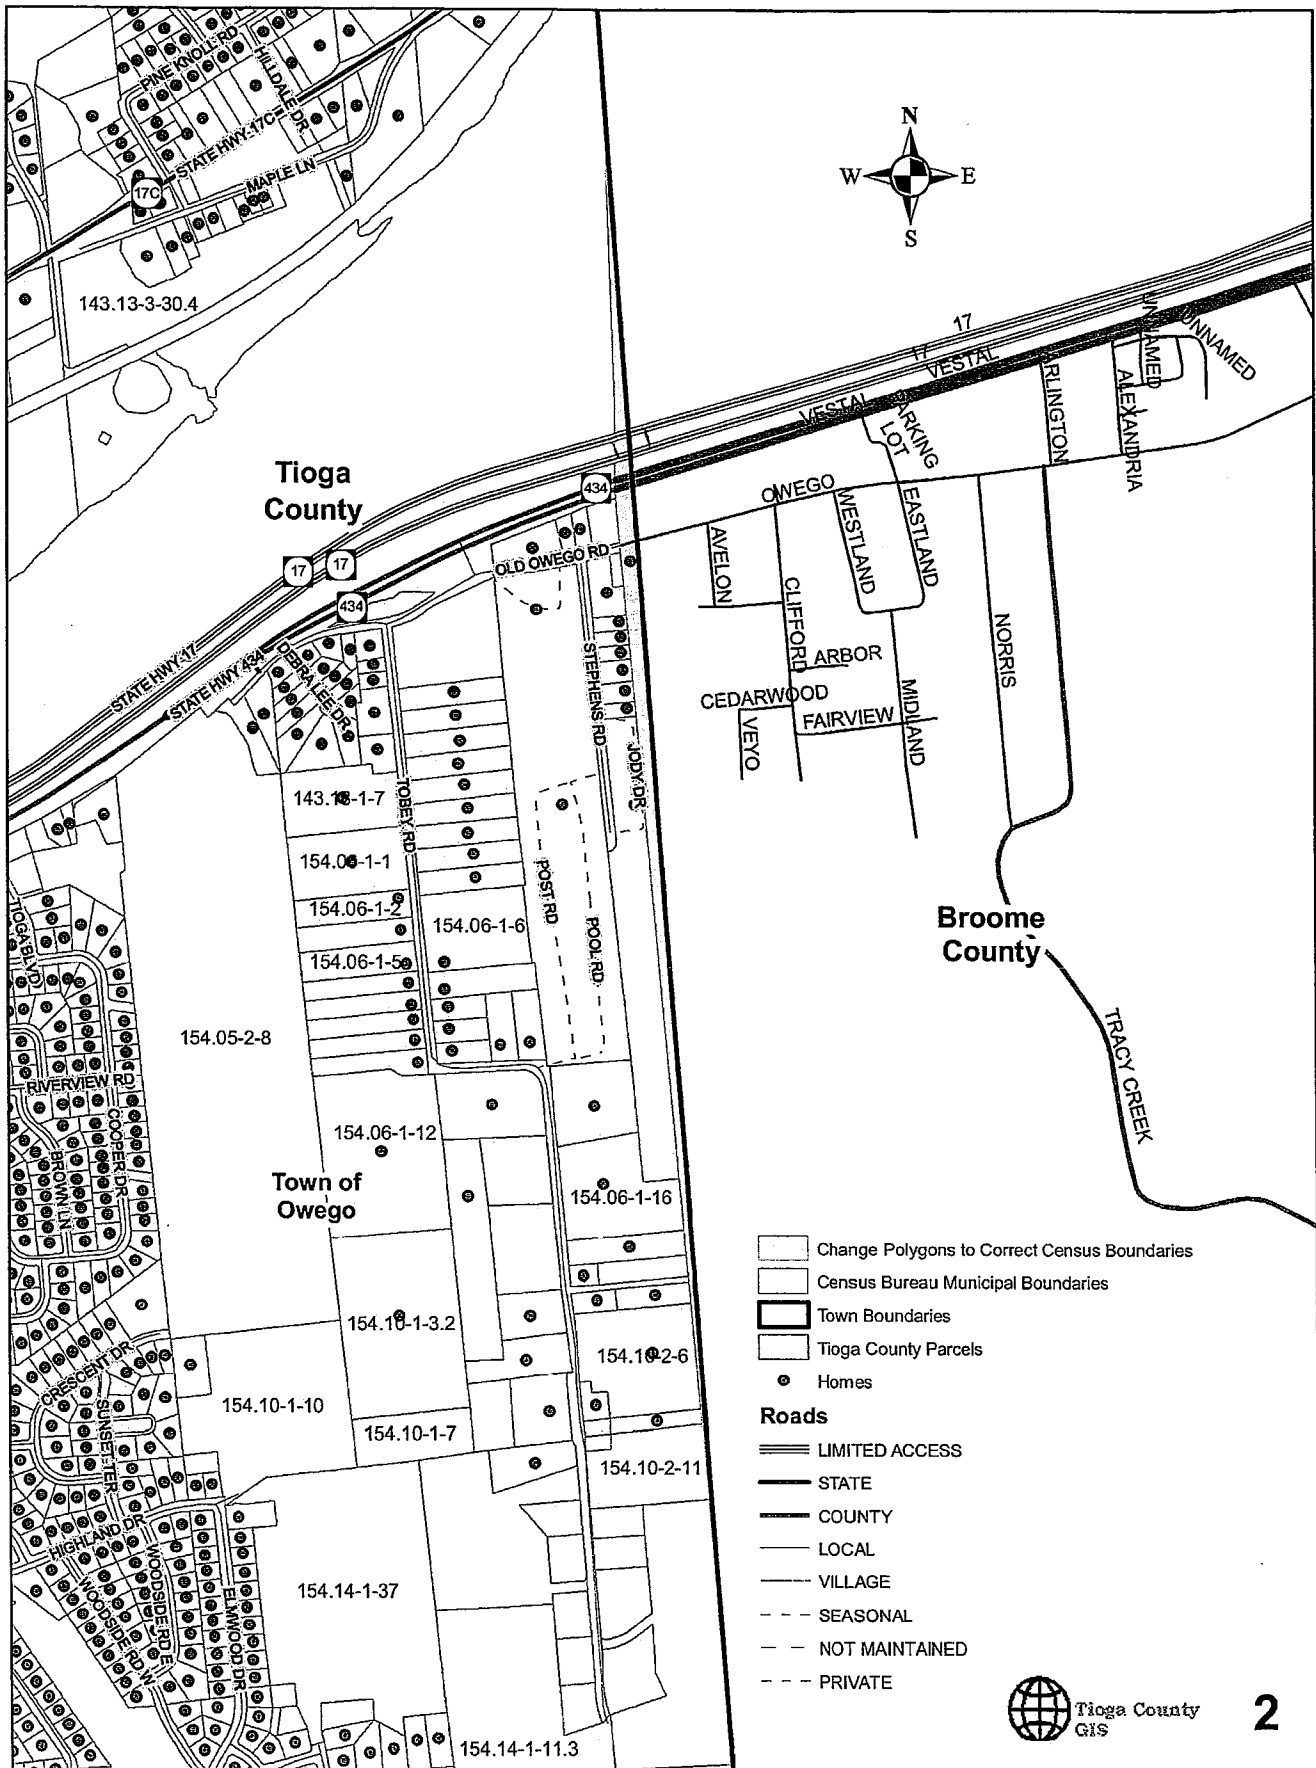 PINE KNOLL RD
HILLDALE DR
STATE HWY 17C
17C
MAPLE LN
143.13-3-30.4
N
W
E
S
17
17
VESTAL
VESTAL
UNNAMED
UNNAMED
ARLINGTON
ALEXANDRIA
PARKING
LOT
Tioga
County
434
OWEGO
WESTLAND
EASTLAND
AVELON
CLIFFORD
ARBOR
CEDARWOOD
VEYO
FAIRVIEW
MIDLAND
NORRIS
OLD OWEGO RD
17
17
434
STATE HWY 17
STATE HWY 434
DEBRA LEE DR
STEPHENS RD
JODY DR
TOBEY RD
154.06-1-2
154.06-1-6
154.06-1-5
POST RD
POOL RD
Broome
County
TIOGA BLVD
154.05-2-8
TRACY CREEK
RIVERVIEW RD
COOPER DR
BROWN LN
154.06-1-12
Town of
Owego
154.06-1-16
154.10-1-3.2
154.10-2-6
CRESCENT DR
SUNSET TER
154.10-1-10
154.10-1-7
154.10-2-11
HIGHLAND DR
WOODSIDE RD E
WOODSIDE RD W
ELMWOOD DR
154.14-1-37
154.14-1-11.3
Change Polygons to Correct Census Boundaries
Census Bureau Municipal Boundaries
Town Boundaries
Tioga County Parcels
Homes
Roads
LIMITED ACCESS
STATE
COUNTY
LOCAL
VILLAGE
SEASONAL
NOT MAINTAINED
PRIVATE
Tioga County
GIS
2